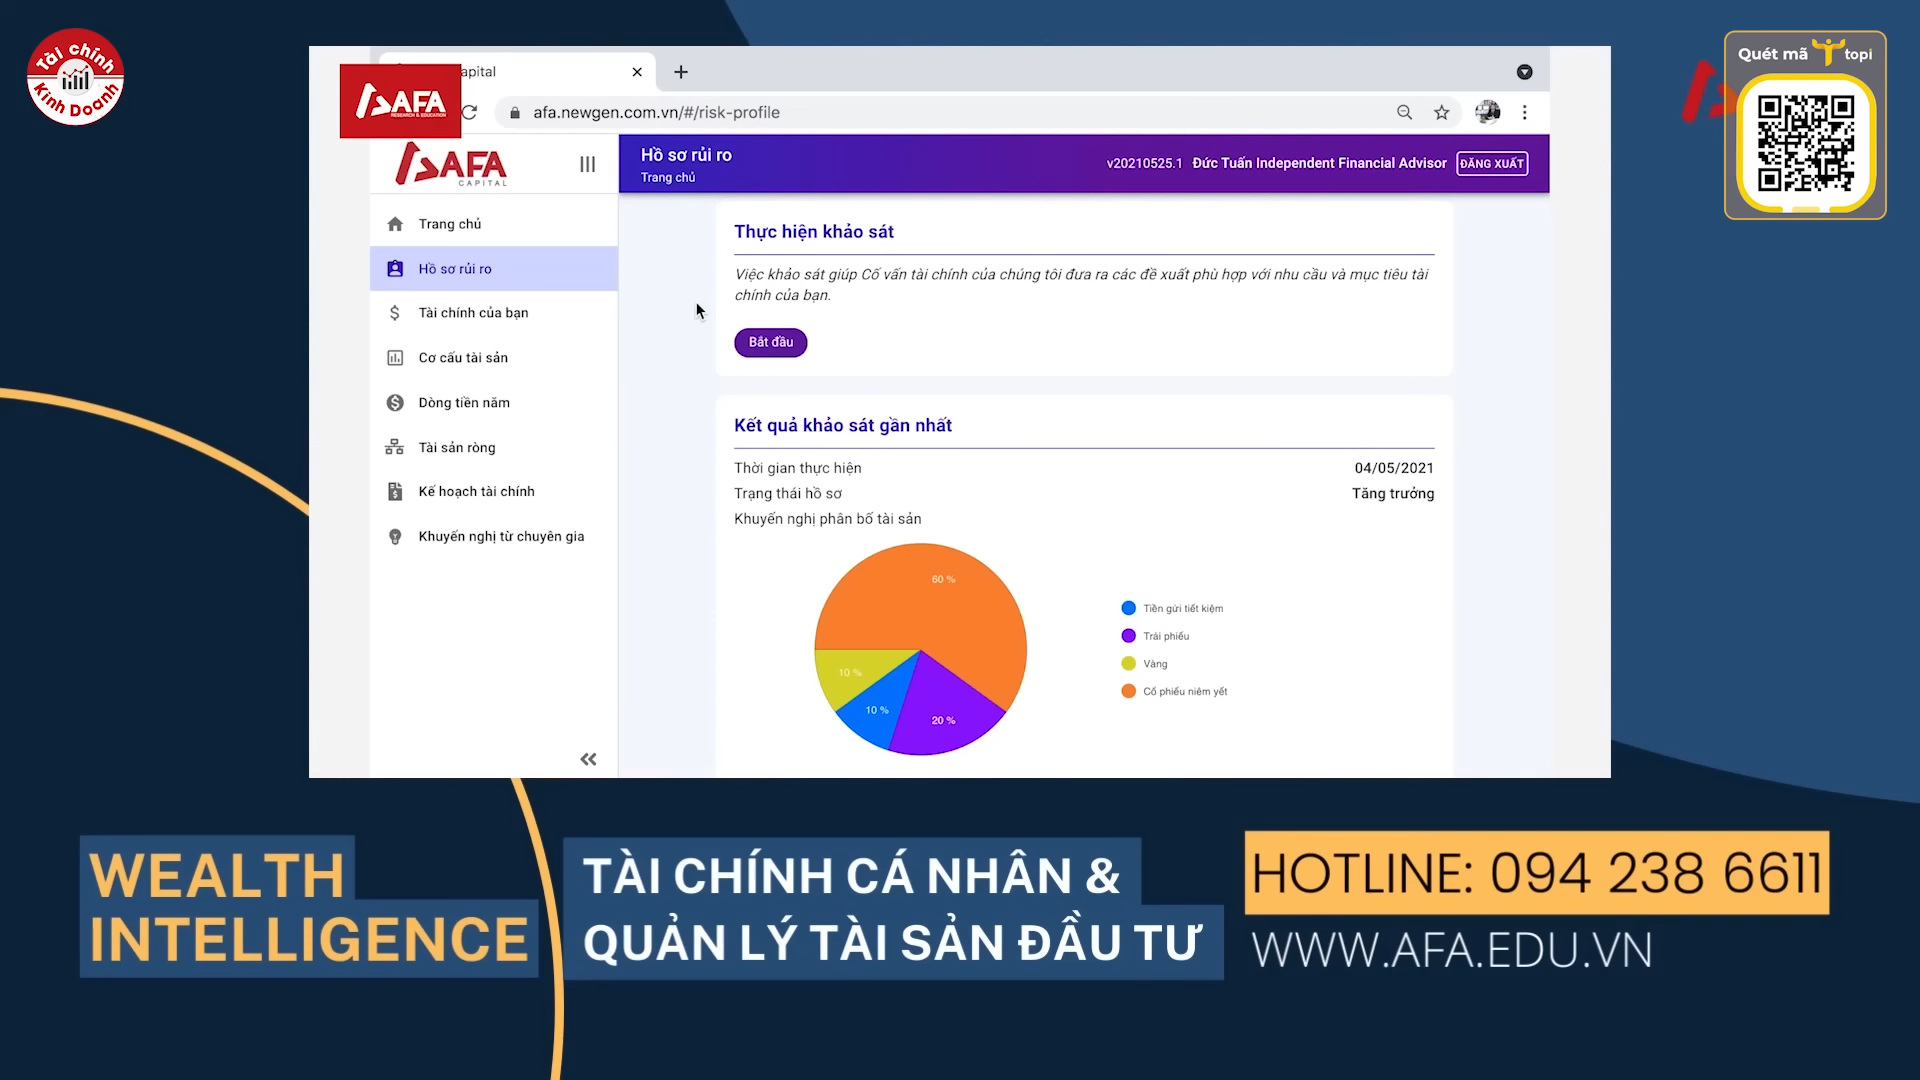 Tài chính
Kinh Doanh
Quét mã topi
apital
AFA
RESEARCH & EDUCATION
afa.newgen.com.vn/#/risk-profile
AFA
CAPITAL
Hồ sơ rủi ro
Trang chủ
v20210525.1 Đức Tuấn Independent Financial Advisor ĐĂNG XUẤT
Trang chủ
Hồ sơ rủi ro
Tài chính của bạn
Cơ cấu tài sản
Dòng tiền năm
Tài sản ròng
Kế hoạch tài chính
Khuyến nghị từ chuyên gia
Thực hiện khảo sát
Việc khảo sát giúp Cố vấn tài chính của chúng tôi đưa ra các đề xuất phù hợp với nhu cầu và mục tiêu tài
chính của bạn.
Bắt đầu
Kết quả khảo sát gần nhất
Thời gian thực hiện 04/05/2021
Trạng thái hồ sơ Tăng trưởng
Khuyến nghị phân bố tài sản
60 %
10 %
10 %
20 %
Tiền gửi tiết kiệm
Trái phiếu
Vàng
Cổ phiếu niêm yết
WEALTH
INTELLIGENCE
TÀI CHÍNH CÁ NHÂN &
QUẢN LÝ TÀI SẢN ĐẦU TƯ
HOTLINE: 094 238 6611
WWW.AFA.EDU.VN